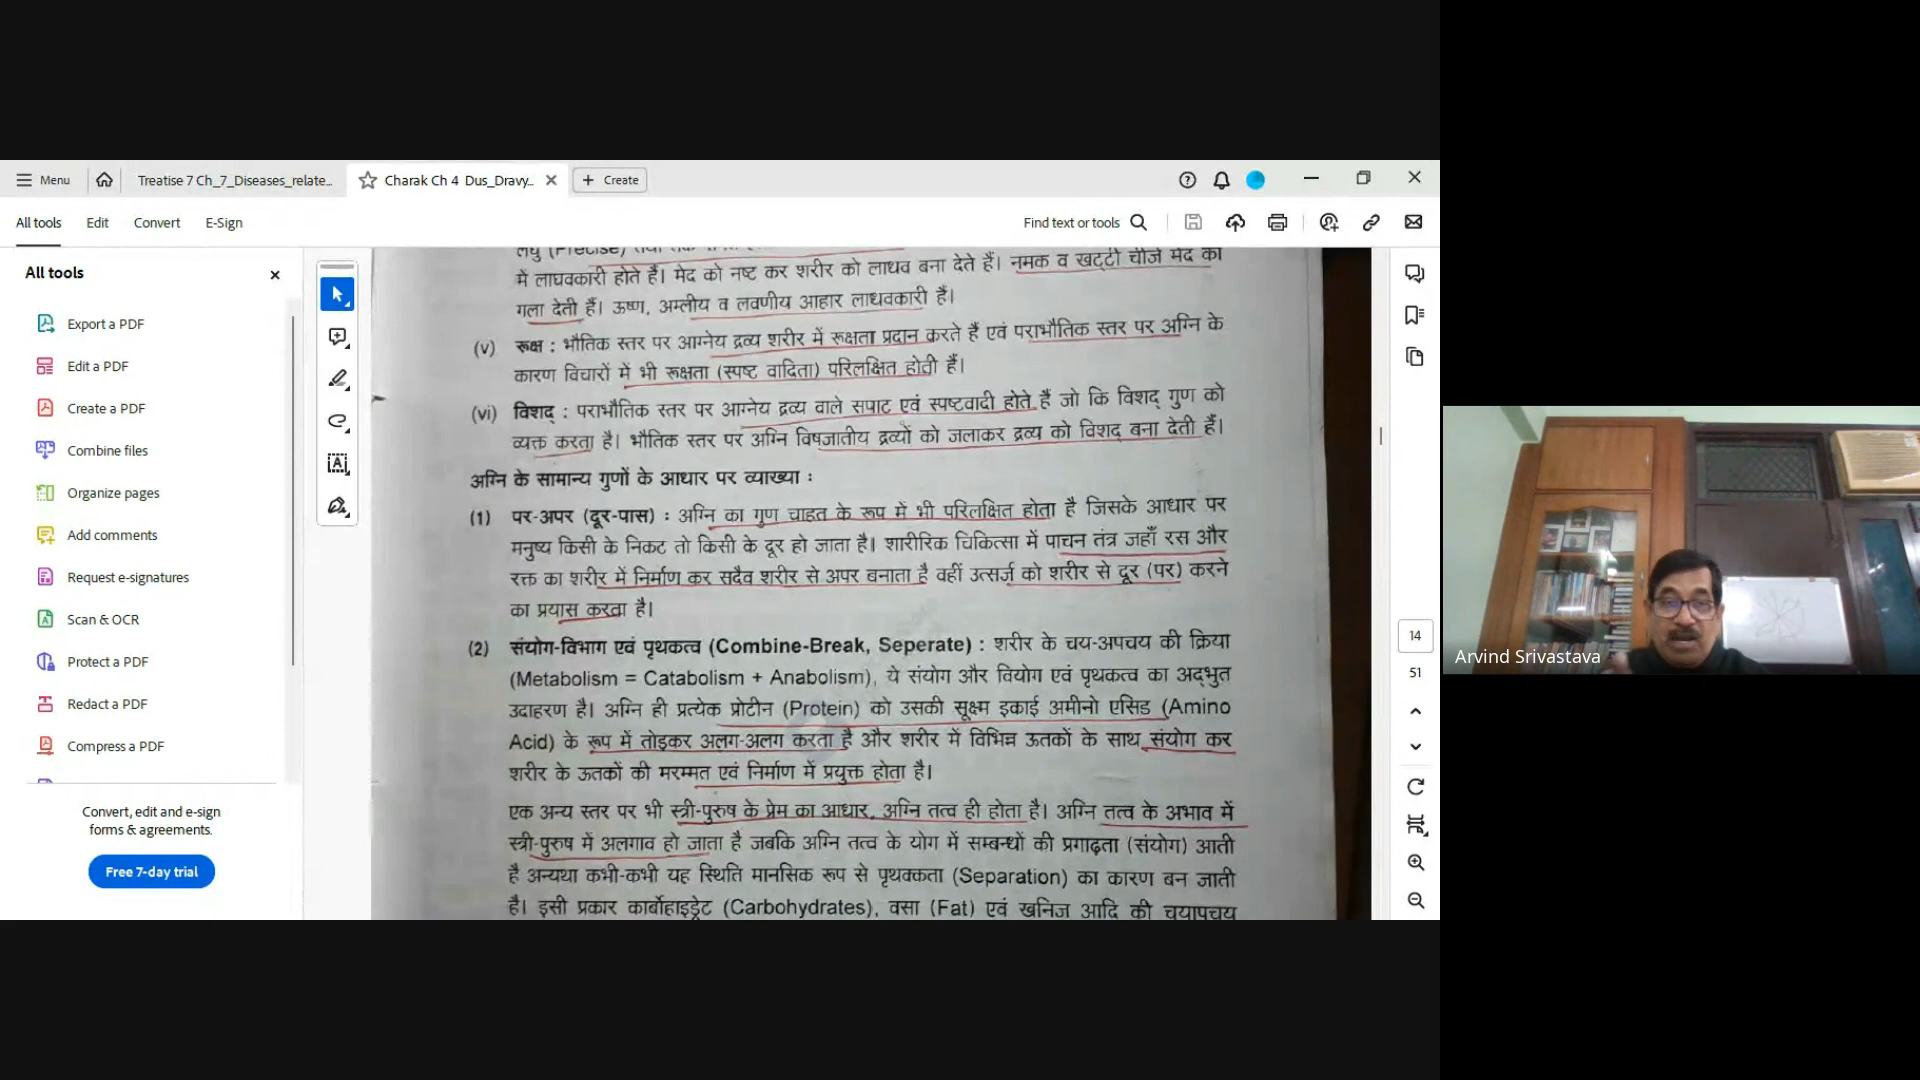 Menu
Treatise 7 Ch_7_Diseases_relate...
Charak Ch 4 Dus_Dravy...
Create
All tools
Edit
Convert
E-Sign
Find text or tools
All tools
Export a PDF
Edit a PDF
Create a PDF
Combine files
Organize pages
Add comments
Request e-signatures
Scan & OCR
Protect a PDF
Redact a PDF
Compress a PDF
Convert, edit and e-sign
forms & agreements.
Free 7-day trial
लघु (Precise) तथा
में लाघवकारी होते हैं। मेद को नष्ट कर शरीर को लाघव बना देते हैं। नमक व खट्टी चीजें मेद को
गला देती हैं। ऊष्ण, अम्लीय व लवणीय आहार लाधवकारी हैं।
(v) रूक्ष : भौतिक स्तर पर आग्नेय द्रव्य शरीर में रूक्षता प्रदान करते हैं एवं पराभौतिक स्तर पर अग्नि के
कारण विचारों में भी रूक्षता (स्पष्ट वादिता) परिलक्षित होती हैं।
(vi) विशद् : पराभौतिक स्तर पर आग्नेय द्रव्य वाले सपाट एवं स्पष्टवादी होते हैं जो कि विशद् गुण को
व्यक्त करता है। भौतिक स्तर पर अग्नि विषजातीय द्रव्यों को जलाकर द्रव्य को विशद् बना देती हैं।
अग्नि के सामान्य गुणों के आधार पर व्याख्या :
(1) पर-अपर (दूर-पास) : अग्नि का गुण चाहत के रूप में भी परिलक्षित होता है जिसके आधार पर
मनुष्य किसी के निकट तो किसी के दूर हो जाता है। शारीरिक चिकित्सा में पाचन तंत्र जहाँ रस और
रक्त का शरीर में निर्माण कर सदैव शरीर से अपर बनाता है वहीं उत्सर्ज को शरीर से दूर (पर) करने
का प्रयास करता है।
(2) संयोग-विभाग एवं पृथकत्व (Combine-Break, Seperate) : शरीर के चय-अपचय की क्रिया
(Metabolism = Catabolism + Anabolism), ये संयोग और वियोग एवं पृथकत्व का अद्भुत
उदाहरण है। अग्नि ही प्रत्येक प्रोटीन (Protein) को उसकी सूक्ष्म इकाई अमीनो एसिड (Amino
Acid) के रूप में तोड़कर अलग-अलग करता है और शरीर में विभिन्न ऊतकों के साथ संयोग कर
शरीर के ऊतकों की मरम्मत एवं निर्माण में प्रयुक्त होता है।
एक अन्य स्तर पर भी स्त्री-पुरुष के प्रेम का आधार, अग्नि तत्व ही होता है। अग्नि तत्व के अभाव में
स्त्री-पुरुष में अलगाव हो जाता है जबकि अग्नि तत्व के योग में सम्बन्धों की प्रगाढ़ता (संयोग) आती
है अन्यथा कभी-कभी यह स्थिति मानसिक रूप से पृथक्कता (Separation) का कारण बन जाती
है। इसी प्रकार कार्बोहाइड्रेट (Carbohydrates), वसा (Fat) एवं खनिज आदि की चयापचय
14
51
Arvind Srivastava